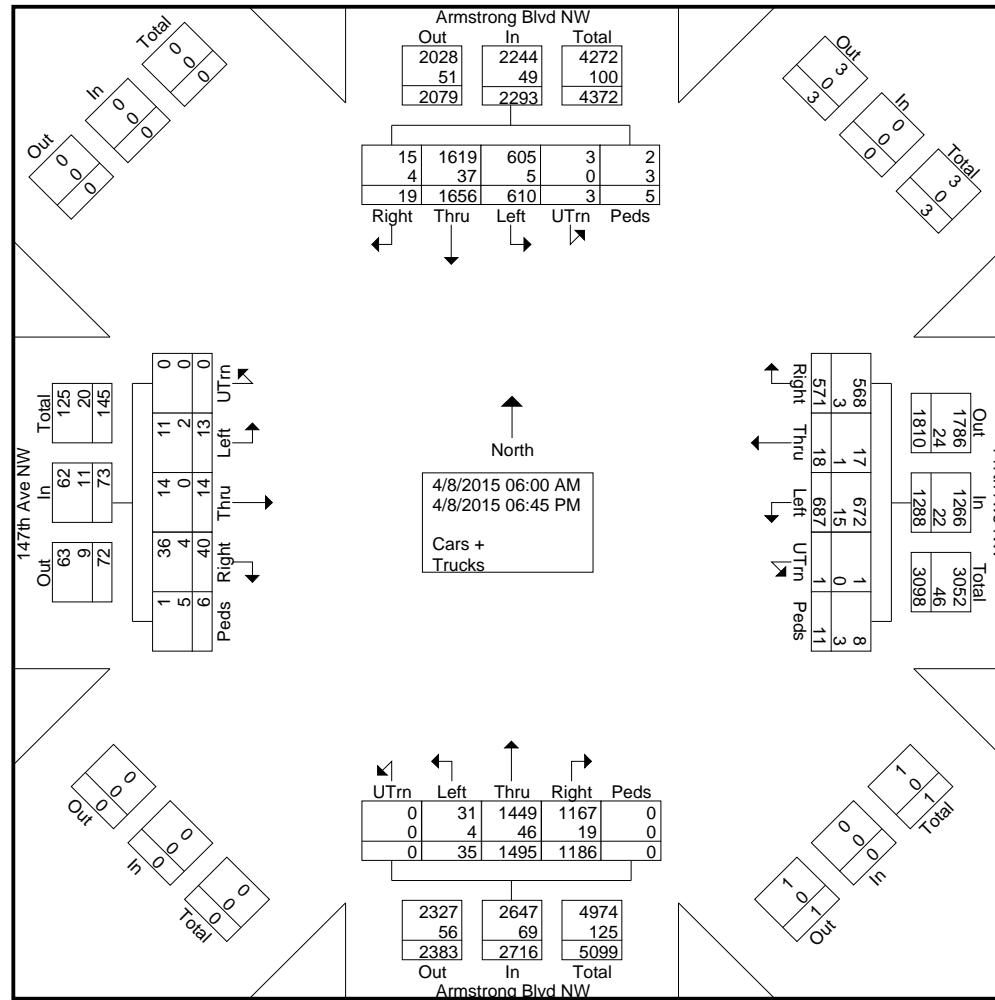 Armstrong Blvd NW
Out In Total
2028 2244 4272
51 49 100
2079 2293 4372
15 1619 605 3 2
4 37 5 0 3
19 1656 610 3 5
Right Thru Left UTrn Peds
Total
0
0
0
In
0
0
0
Out
0
0
0
Out
3
0
3
In
0
0
0
Total
3
0
3
147th Ave NW
Total
125
20
145
In
62
11
73
Out
63
9
72
0 0 0 UTrn
11 2 13 Left
14 0 14 Thru
36 4 40 Right
1 5 6 Peds
North
4/8/2015 06:00 AM
4/8/2015 06:45 PM
Cars +
Trucks
Right 571 3 568
Thru 18 1 17
Left 687 15 672
UTrn 1 0 1
Peds 11 3 8
Out
1786
24
1810
In
1266
22
1288
Total
3052
46
3098
Out
0
0
0
In
0
0
0
Total
0
0
0
Total
1
0
1
In
0
0
0
Out
1
0
1
UTrn Left Thru Right Peds
0 31 1449 1167 0
0 4 46 19 0
0 35 1495 1186 0
2327 2647 4974
56 69 125
2383 2716 5099
Out In Total
Armstrong Blvd NW